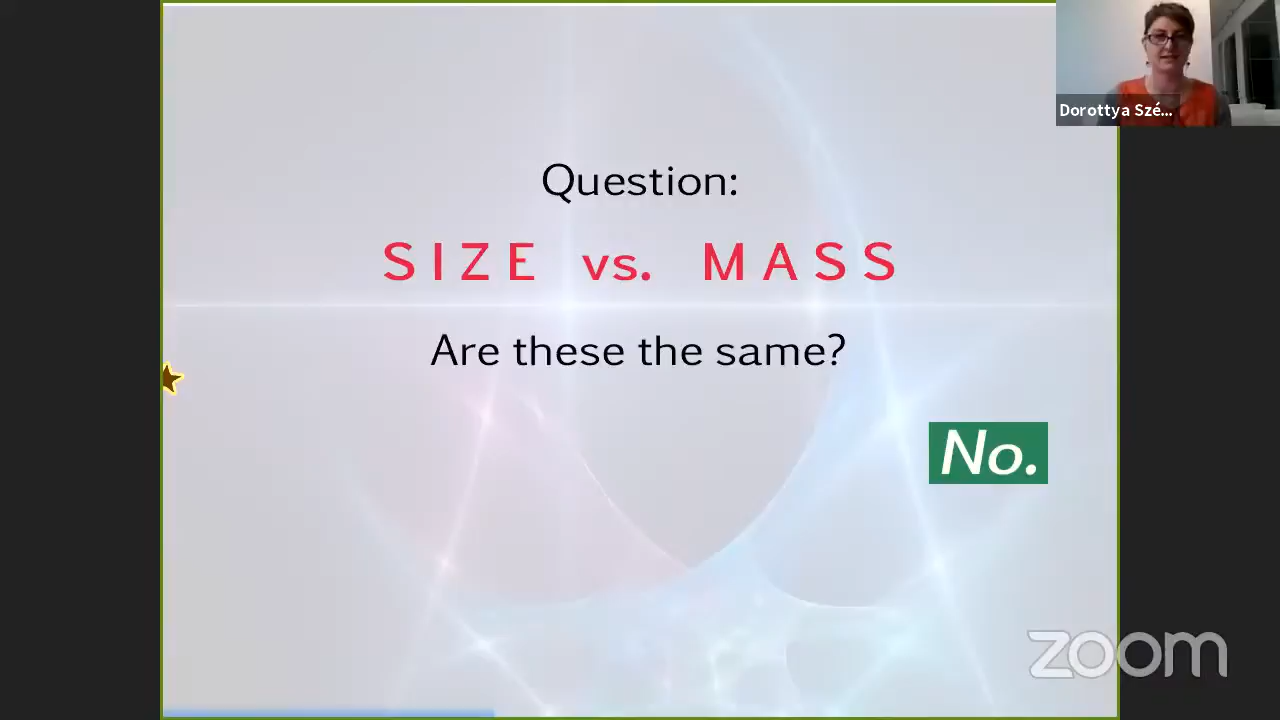 Question:
SIZE vs. MASS
Are these the same?
No.
Dorottya Szé...
zoom